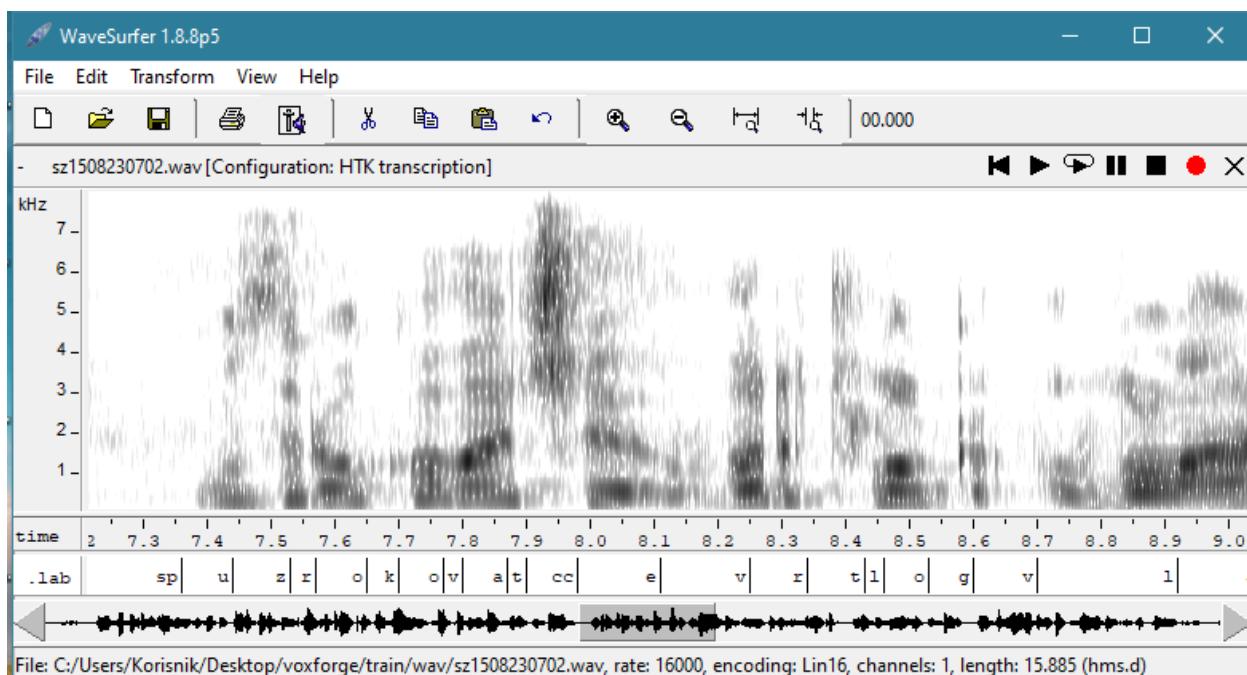 WaveSurfer 1.8.8p5
File Edit Transform View Help
00.000
- sz1508230702.wav [Configuration: HTK transcription]
kHz
7
6
5
4
3
2
1
time 2 7.3 7.4 7.5 7.6 7.7 7.8 7.9 8.0 8.1 8.2 8.3 8.4 8.5 8.6 8.7 8.8 8.9 9.0
.lab sp u z r o k o v a t cc e v r t l o g v l
File: C:/Users/Korisnik/Desktop/voxforge/train/wav/sz1508230702.wav, rate: 16000, encoding: Lin16, channels: 1, length: 15.885 (hms.d)